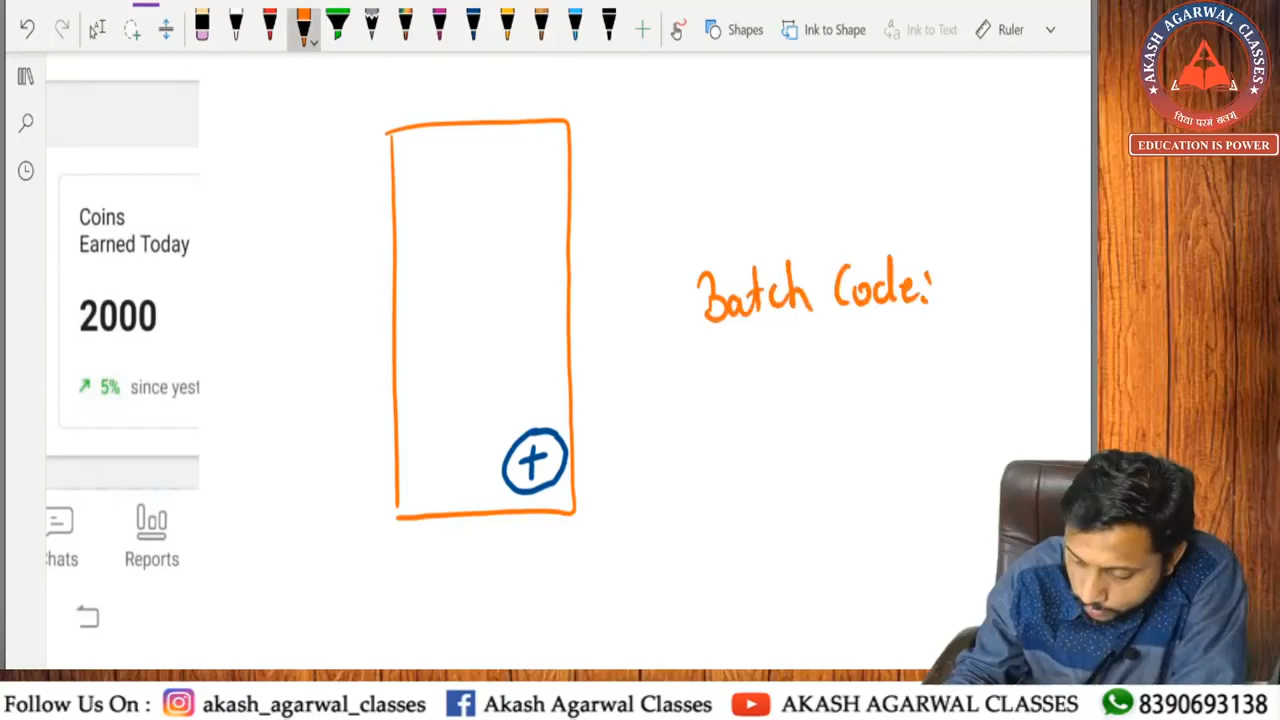 Shapes
Ink to Shape
Ink to Text
Ruler
AKASH AGARWAL CLASSES
विद्या परमं बलम्
EDUCATION IS POWER
Coins
Earned Today
2000
5% since yest
Batch Code:
+
hats
Reports
Follow Us On : akash_agarwal_classes Akash Agarwal Classes AKASH AGARWAL CLASSES 8390693138